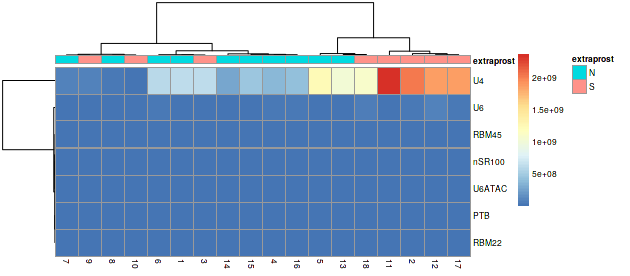 extraprost
extraprost
N
S
U4
U6
RBM45
nSR100
U6ATAC
PTB
RBM22
2e+09
1.5e+09
1e+09
5e+08
7 9 8 10 6 1 3 14 15 4 16 5 13 18 11 2 12 17